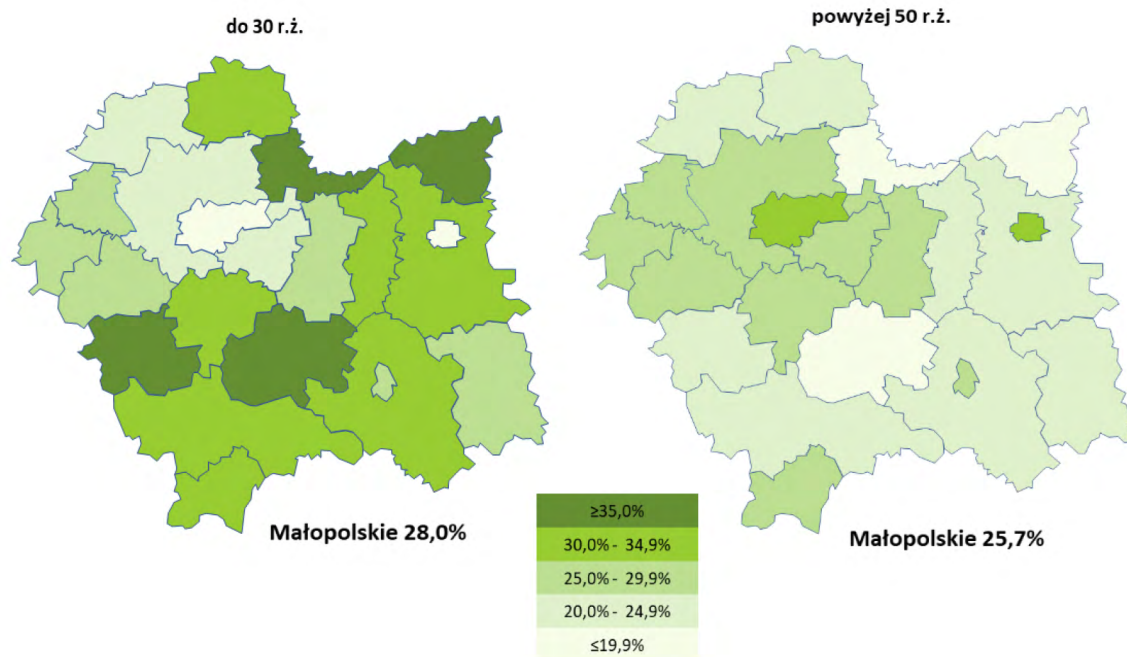 do 30 r.ż.
powyżej 50 r.ż.
Małopolskie 28,0%
Małopolskie 25,7%
≥35,0%
30,0% - 34,9%
25,0% - 29,9%
20,0% - 24,9%
≤19,9%